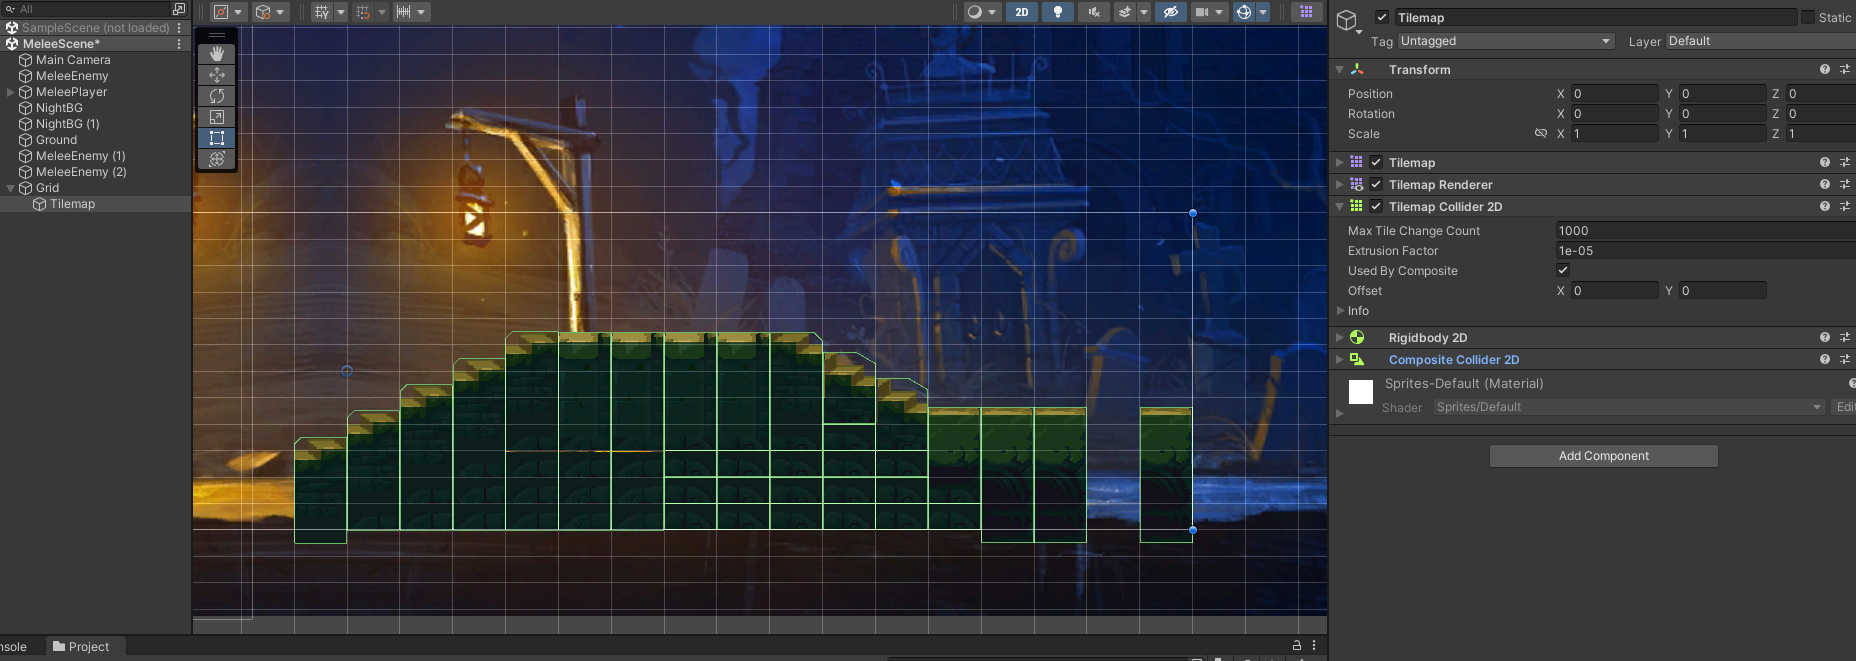 All
SampleScene (not loaded)
MeleeScene*
Main Camera
MeleeEnemy
MeleePlayer
NightBG
NightBG (1)
Ground
MeleeEnemy (1)
MeleeEnemy (2)
Grid
Tilemap
2D
Tilemap
Static
Tag Untagged Layer Default
Transform
Position X 0 Y 0 Z 0
Rotation X 0 Y 0 Z 0
Scale X 1 Y 1 Z 1
Tilemap
Tilemap Renderer
Tilemap Collider 2D
Max Tile Change Count 1000
Extrusion Factor 1e-05
Used By Composite
Offset X 0 Y 0
Info
Rigidbody 2D
Composite Collider 2D
Sprites-Default (Material)
Shader Sprites/Default Edi
Add Component
nsole Project